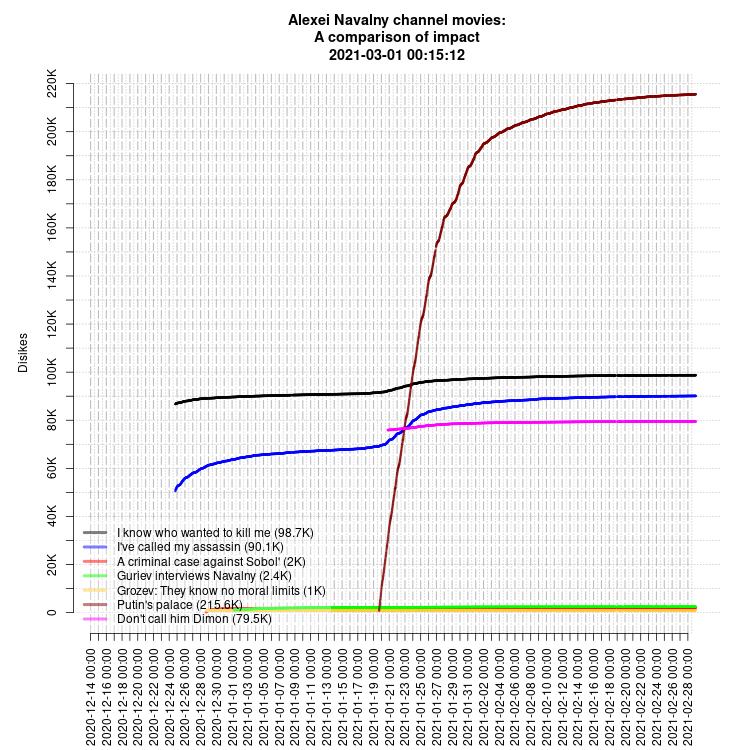 Alexei Navalny channel movies:
A comparison of impact
2021-03-01 00:15:12
Disikes
220K
200K
180K
160K
140K
120K
100K
80K
60K
40K
20K
0
I know who wanted to kill me (98.7K)
I've called my assassin (90.1K)
A criminal case against Sobol' (2K)
Guriev interviews Navalny (2.4K)
Grozev: They know no moral limits (1K)
Putin's palace (215.6K)
Don't call him Dimon (79.5K)
2020-12-14 00:00
2020-12-16 00:00
2020-12-18 00:00
2020-12-20 00:00
2020-12-22 00:00
2020-12-24 00:00
2020-12-26 00:00
2020-12-28 00:00
2020-12-30 00:00
2021-01-01 00:00
2021-01-03 00:00
2021-01-05 00:00
2021-01-07 00:00
2021-01-09 00:00
2021-01-11 00:00
2021-01-13 00:00
2021-01-15 00:00
2021-01-17 00:00
2021-01-19 00:00
2021-01-21 00:00
2021-01-23 00:00
2021-01-25 00:00
2021-01-27 00:00
2021-01-29 00:00
2021-01-31 00:00
2021-02-02 00:00
2021-02-04 00:00
2021-02-06 00:00
2021-02-08 00:00
2021-02-10 00:00
2021-02-12 00:00
2021-02-14 00:00
2021-02-16 00:00
2021-02-18 00:00
2021-02-20 00:00
2021-02-22 00:00
2021-02-24 00:00
2021-02-26 00:00
2021-02-28 00:00